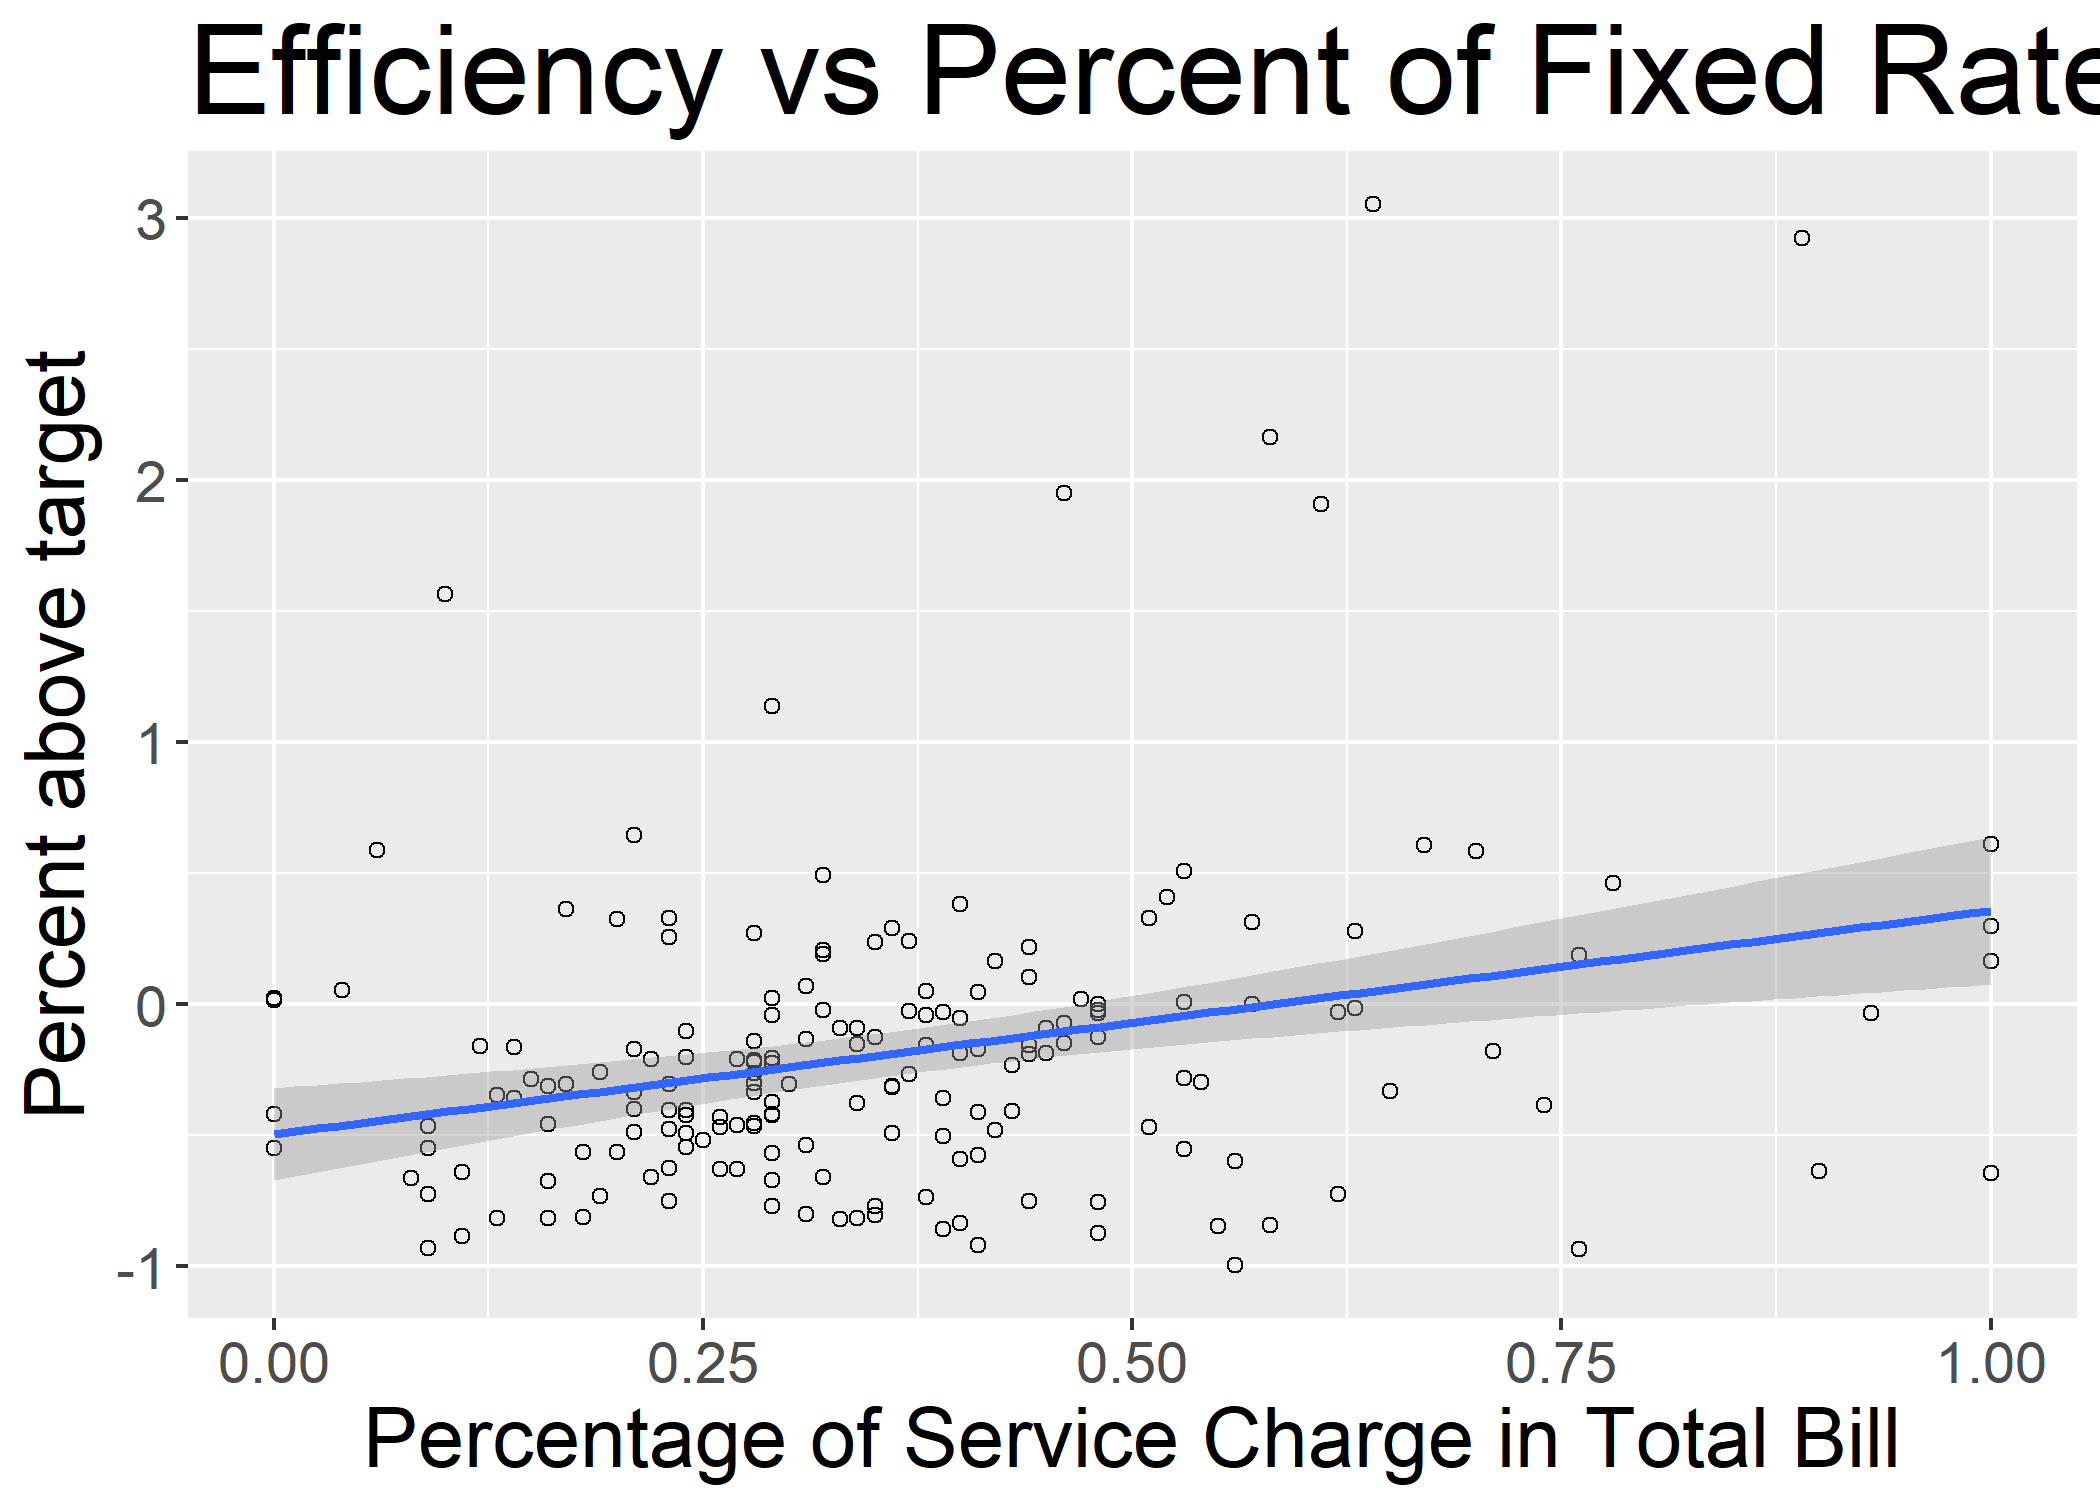 Efficiency vs Percent of Fixed Rate
Percent above target
3
2
1
0
-1
0.00 0.25 0.50 0.75 1.00
Percentage of Service Charge in Total Bill